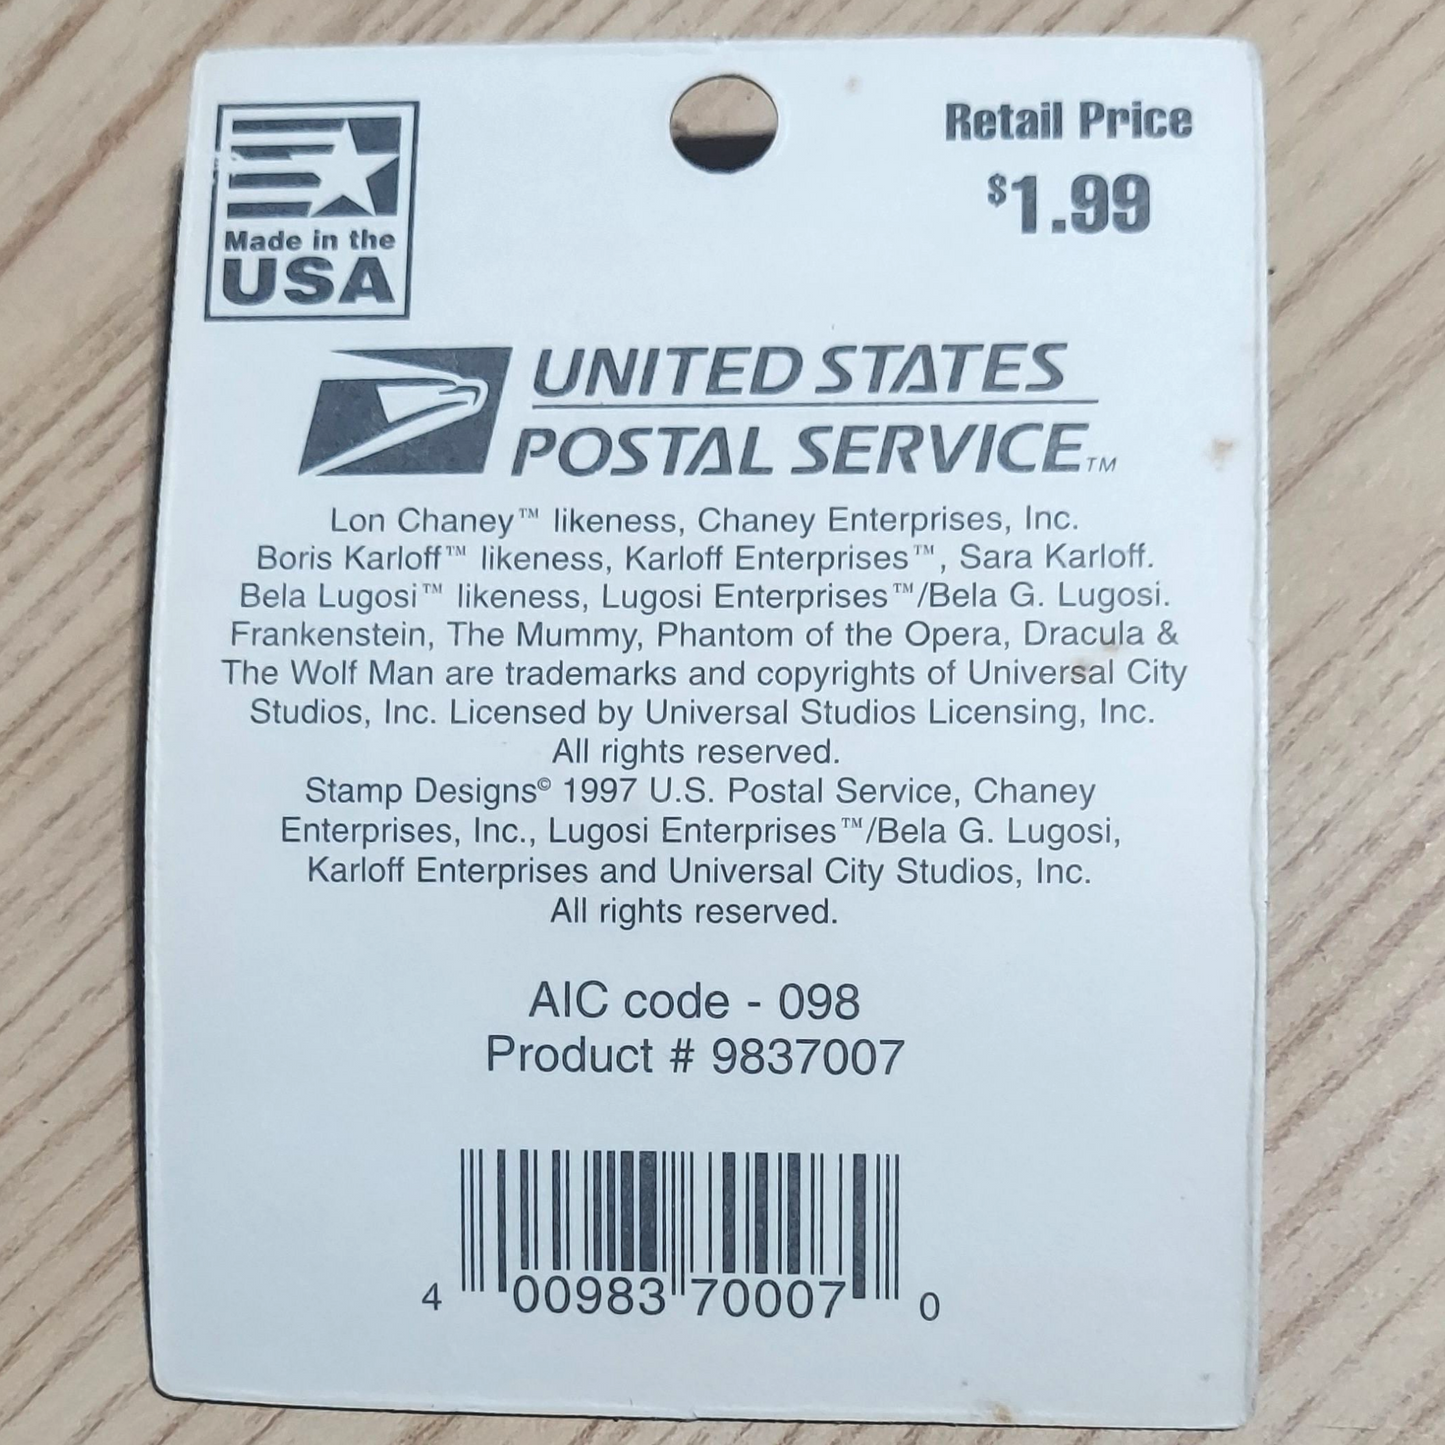 Made in the
USA
Retail Price
$1.99
UNITED STATES
POSTAL SERVICE™
Lon Chaney™ likeness, Chaney Enterprises, Inc.
Boris Karloff™ likeness, Karloff Enterprises™, Sara Karloff.
Bela Lugosi™ likeness, Lugosi Enterprises™/Bela G. Lugosi.
Frankenstein, The Mummy, Phantom of the Opera, Dracula &
The Wolf Man are trademarks and copyrights of Universal City
Studios, Inc. Licensed by Universal Studios Licensing, Inc.
All rights reserved.
Stamp Designs© 1997 U.S. Postal Service, Chaney
Enterprises, Inc., Lugosi Enterprises™/Bela G. Lugosi,
Karloff Enterprises and Universal City Studios, Inc.
All rights reserved.
AIC code - 098
Product # 9837007
4 00983 70007 0